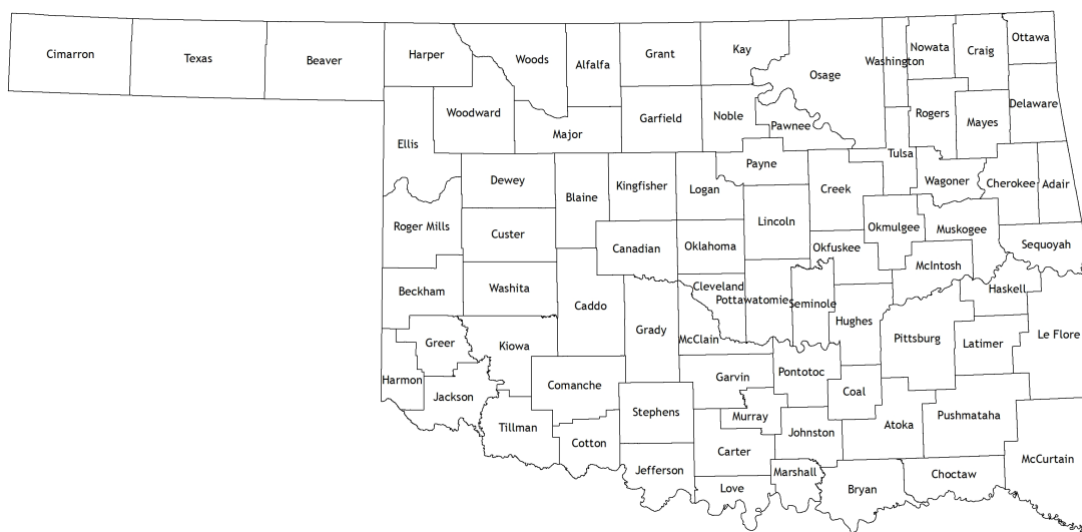 Cimarron
Texas
Beaver
Harper
Woods
Alfalfa
Grant
Kay
Osage
Washington
Nowata
Craig
Ottawa
Woodward
Ellis
Major
Garfield
Noble
Pawnee
Rogers
Mayes
Delaware
Dewey
Blaine
Kingfisher
Logan
Payne
Creek
Tulsa
Wagoner
Cherokee
Adair
Roger Mills
Custer
Canadian
Oklahoma
Lincoln
Okfuskee
Okmulgee
Muskogee
McIntosh
Sequoyah
Beckham
Washita
Caddo
Grady
Cleveland
Pottawatomie
Seminole
Hughes
Haskell
Greer
Kiowa
McClain
Pittsburg
Latimer
Le Flore
Harmon
Jackson
Comanche
Garvin
Pontotoc
Coal
Tillman
Cotton
Stephens
Murray
Johnston
Atoka
Pushmataha
Jefferson
Carter
Love
Marshall
Bryan
Choctaw
McCurtain